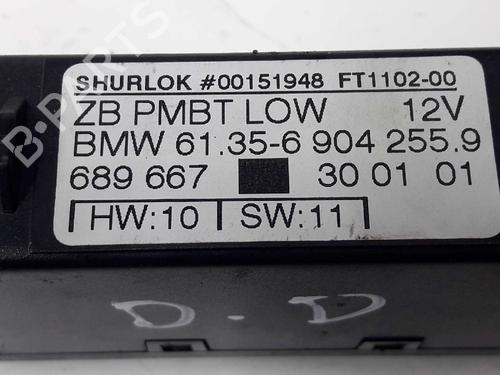 SHURLOK #00151948 FT1102-00
ZB PMBT LOW 12V
BMW 61.35-6 904 255.9
689 667 30 01 01
HW:10 SW:11
D.D
D-PARTS